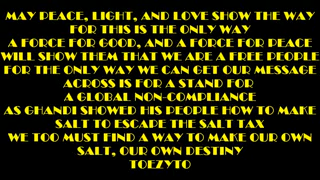 MAY PEACE, LIGHT, AND LOVE SHOW THE WAY
FOR THIS IS THE ONLY WAY
A FORCE FOR GOOD, AND A FORCE FOR PEACE
WILL SHOW THEM THAT WE ARE A FREE PEOPLE
FOR THE ONLY WAY WE CAN GET OUR MESSAGE
ACROSS IS FOR A STAND FOR
A GLOBAL NON-COMPLIANCE
AS GHANDI SHOWED HIS PEOPLE HOW TO MAKE
SALT TO ESCAPE THE SALT TAX
WE TOO MUST FIND A WAY TO MAKE OUR OWN
SALT, OUR OWN DESTINY
TOEZYTO